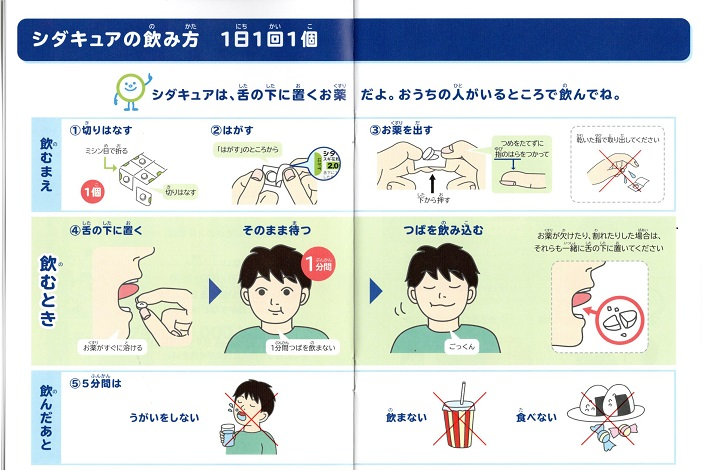 シダキュアの飲み方 1日1回1個
シダキュアは、舌の下に置くお薬だよ。おうちの人がいるところで飲んでね。
飲むまえ
①切りはなす
ミシン目で折る
1個
切りはなす
②はがす
「はがす」のところから
シダ
スギ花粉
2.0
③お薬を出す
つめをたてずに
指のはらをつかって
下から押す
乾いた指で取り出してください
飲むとき
④舌の下に置く
お薬がすぐに溶ける
そのまま待つ
1分間
1分間つばを飲まない
つばを飲み込む
ごっくん
お薬が欠けたり、割れたりした場合は、
それらも一緒に舌の下に置いてください
飲んだあと
⑤5分間は
うがいをしない
飲まない
食べない